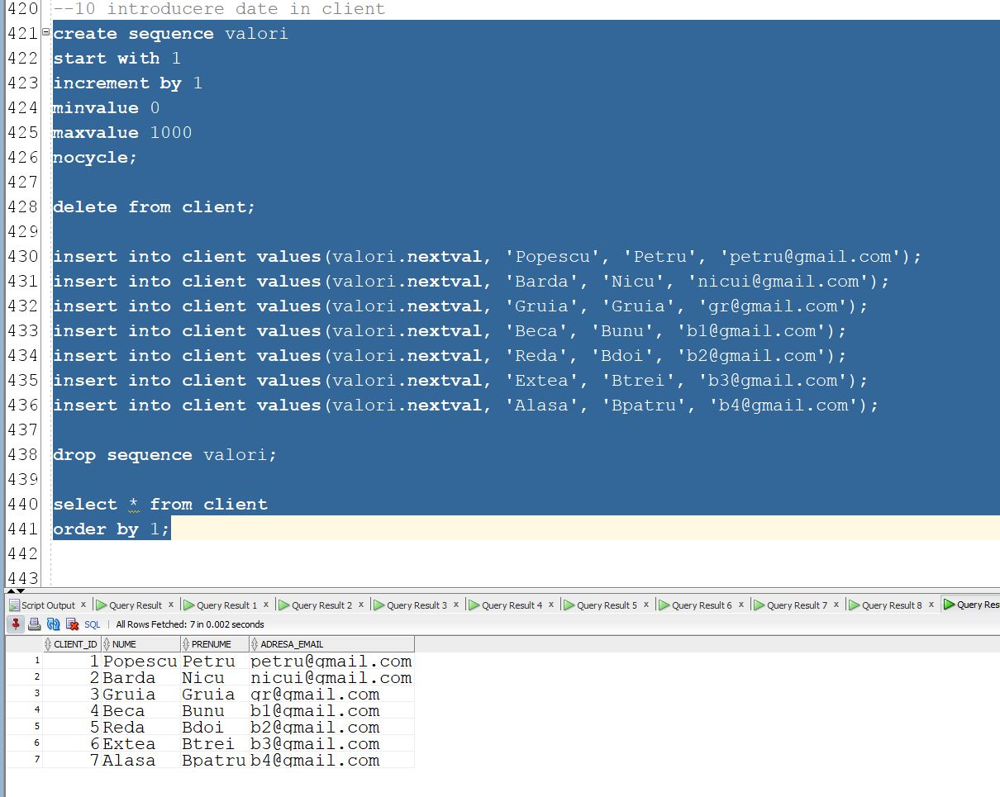 420 --10 introducere date in client
421 create sequence valori
422 start with 1
423 increment by 1
424 minvalue 0
425 maxvalue 1000
426 nocycle;
427
428 delete from client;
429
430 insert into client values(valori.nextval, 'Popescu', 'Petru', 'petru@gmail.com');
431 insert into client values(valori.nextval, 'Barda', 'Nicu', 'nicui@gmail.com');
432 insert into client values(valori.nextval, 'Gruia', 'Gruia', 'gr@gmail.com');
433 insert into client values(valori.nextval, 'Beca', 'Bunu', 'b1@gmail.com');
434 insert into client values(valori.nextval, 'Reda', 'Bdoi', 'b2@gmail.com');
435 insert into client values(valori.nextval, 'Extea', 'Btrei', 'b3@gmail.com');
436 insert into client values(valori.nextval, 'Alasa', 'Bpatru', 'b4@gmail.com');
437
438 drop sequence valori;
439
440 select * from client
441 order by 1;
442
443
Script Output x Query Result x Query Result 1 x Query Result 2 x Query Result 3 x Query Result 4 x Query Result 5 x Query Result 6 x Query Result 7 x Query Result 8 x Query Res
SQL | All Rows Fetched: 7 in 0.002 seconds
CLIENT_ID NUME PRENUME ADRESA_EMAIL
1 1 Popescu Petru petru@gmail.com
2 2 Barda Nicu nicui@gmail.com
3 3 Gruia Gruia gr@gmail.com
4 4 Beca Bunu b1@gmail.com
5 5 Reda Bdoi b2@gmail.com
6 6 Extea Btrei b3@gmail.com
7 7 Alasa Bpatru b4@gmail.com